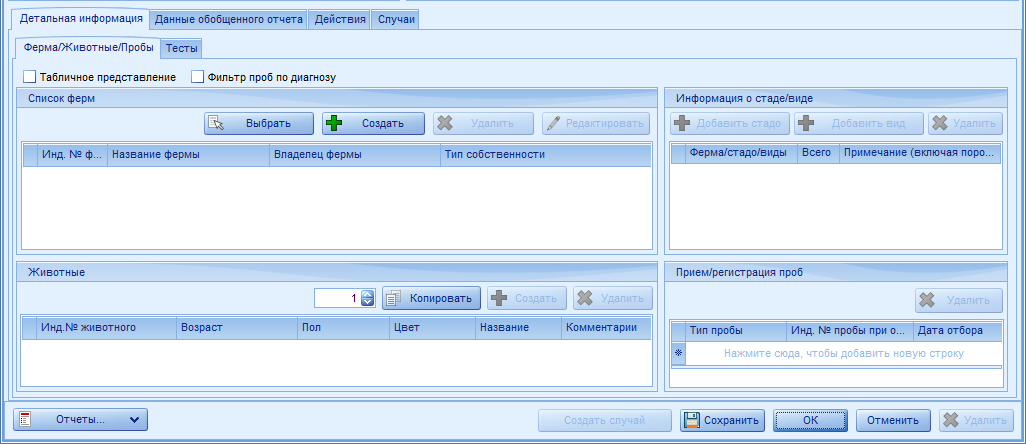 Детальная информация Данные обобщенного отчета Действия Случаи
Ферма/Животные/Пробы Тесты
Табличное представление Фильтр проб по диагнозу
Список ферм
Выбрать Создать Удалить Редактировать
Инд. № ф... Название фермы Владелец фермы Тип собственности
Информация о стаде/виде
Добавить стадо Добавить вид Удалить
Ферма/стадо/виды Всего Примечание (включая поро...
Животные
1 Копировать Создать Удалить
Инд.№ животного Возраст Пол Цвет Название Комментарии
Прием/регистрация проб
Удалить
Тип пробы Инд. № пробы при о... Дата отбора
Нажмите сюда, чтобы добавить новую строку
Отчеты... Создать случай Сохранить ОК Отменить Удалить